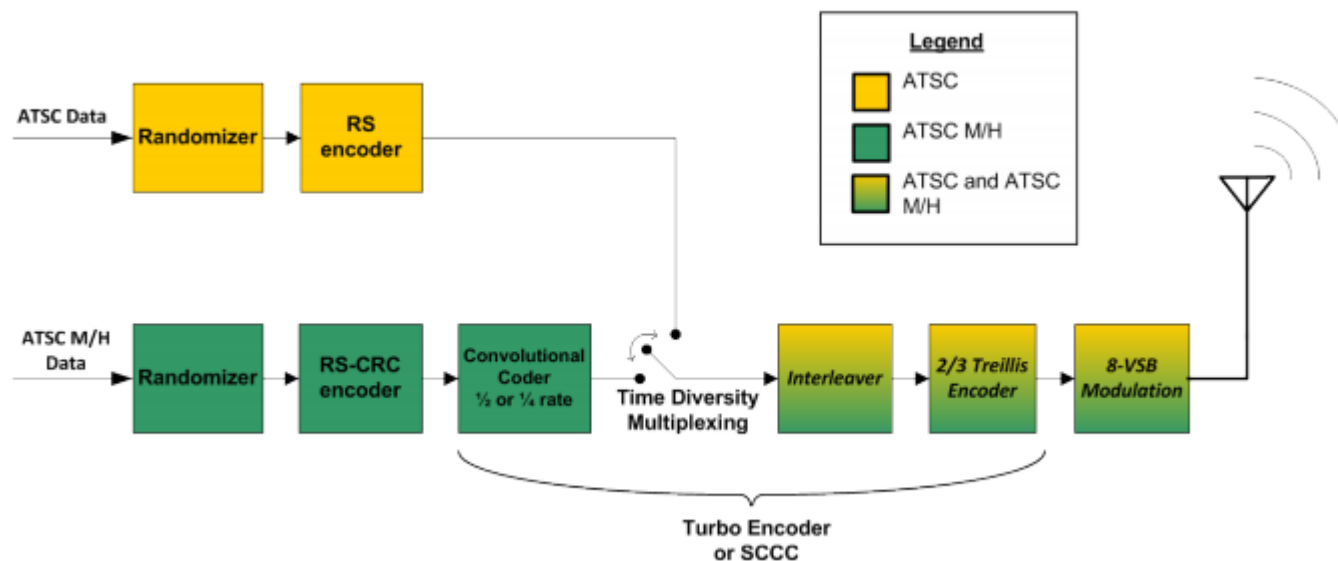 Legend
ATSC
ATSC M/H
ATSC and ATSC
M/H
ATSC Data
Randomizer
RS
encoder
ATSC M/H
Data
Randomizer
RS-CRC
encoder
Convolutional
Coder
½ or ¼ rate
Time Diversity
Multiplexing
Interleaver
2/3 Treillis
Encoder
8-VSB
Modulation
Turbo Encoder
or SCCC